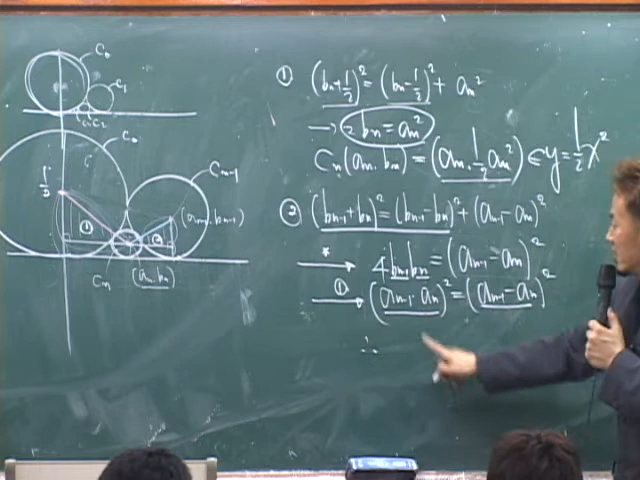 C₀
C₁
C₂
C₀
C'
1/2
①
②
Cₙ₋₁
(aₙ₋₁, bₙ₋₁)
Cₙ
(aₙ, bₙ)
① (bₙ+1/2)² = (bₙ-1/2)² + aₙ²
→ 2bₙ = aₙ²
Cₙ(aₙ, bₙ) = (aₙ, 1/2 aₙ²) ∈ y = 1/2 x²
② (bₙ₋₁+bₙ)² = (bₙ₋₁-bₙ)² + (aₙ₋₁-aₙ)²
* → 4bₙ₋₁bₙ = (aₙ₋₁-aₙ)²
① → (aₙ₋₁·aₙ)² = (aₙ₋₁-aₙ)²
∴